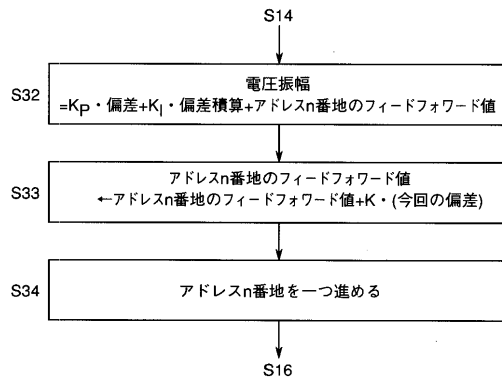 S14
S32
電圧振幅
=KP・偏差+KI・偏差積算+アドレスn番地のフィードフォワード値
S33
アドレスn番地のフィードフォワード値
←アドレスn番地のフィードフォワード値+K・(今回の偏差)
S34
アドレスn番地を一つ進める
S16